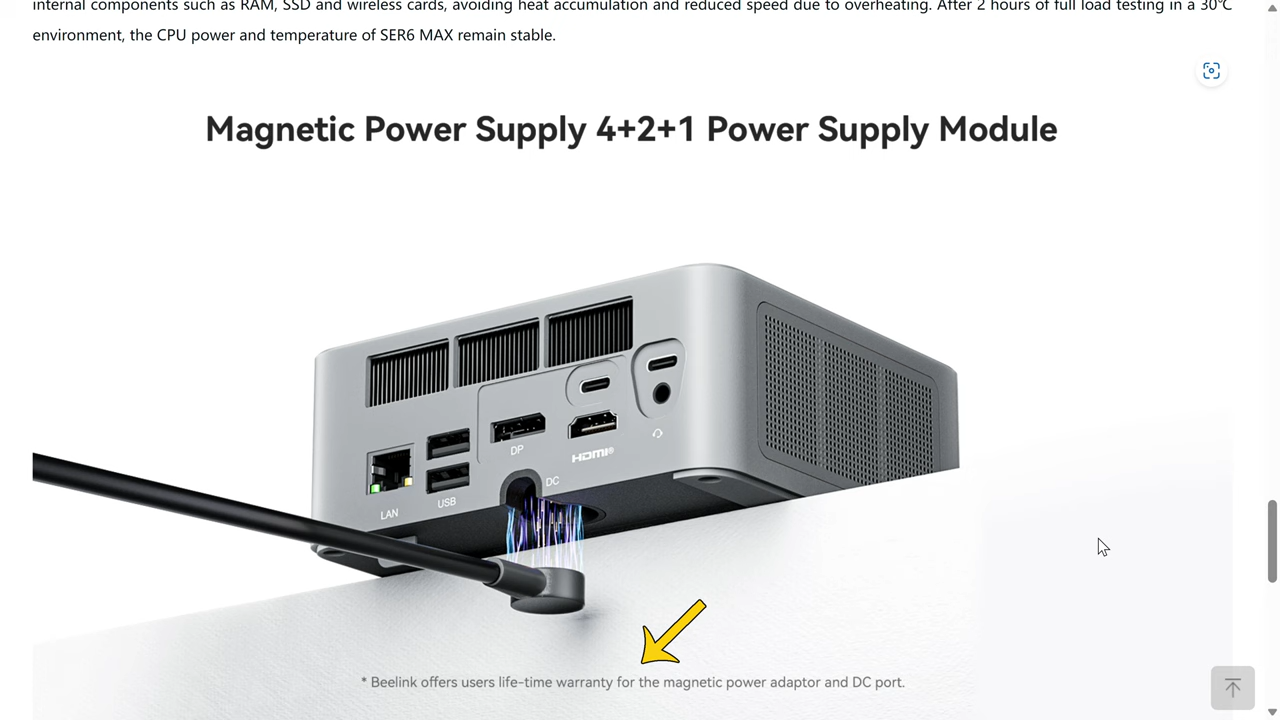 internal components such as RAM, SSD and wireless cards, avoiding heat accumulation and reduced speed due to overheating. After 2 hours of full load testing in a 30℃
environment, the CPU power and temperature of SER6 MAX remain stable.
Magnetic Power Supply 4+2+1 Power Supply Module
DP
HDMI®
DC
USB
LAN
* Beelink offers users life-time warranty for the magnetic power adaptor and DC port.